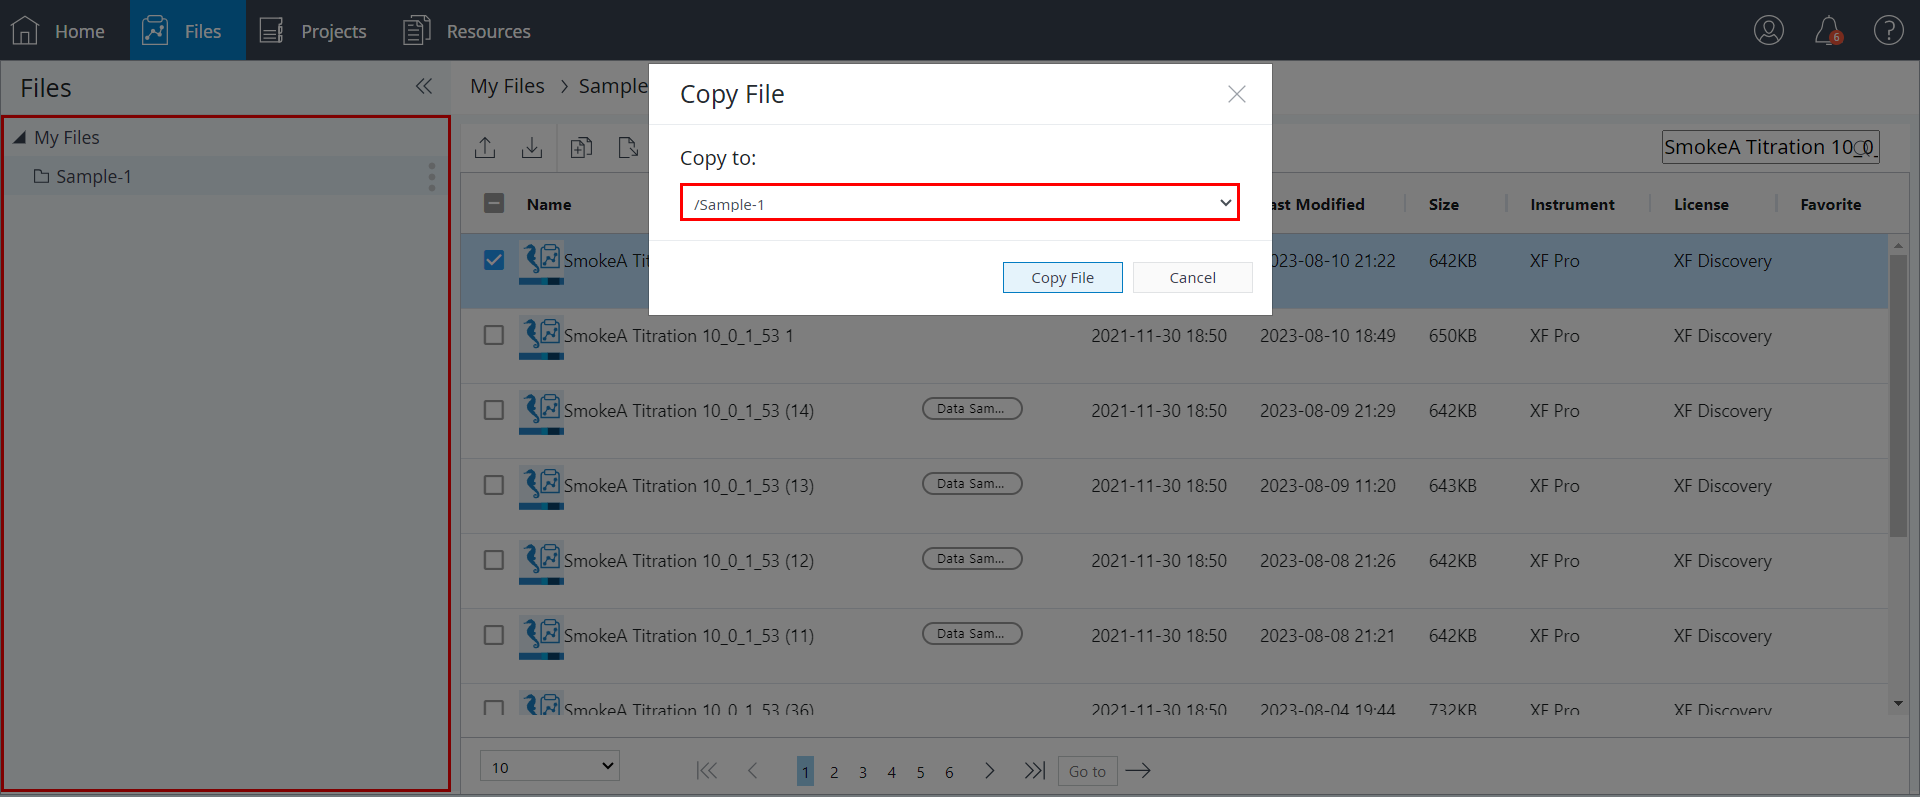 Home
Files
Projects
Resources
6
?
Files
My Files > Sample
Copy File
My Files
Sample-1
Copy to:
/Sample-1
Copy File
Cancel
SmokeA Titration 10_0_
Name
Modified
Size
Instrument
License
Favorite
SmokeA
21:22
642KB
XF Pro
XF Discovery
SmokeA Titration 10_0_1_53 1
2021-11-30 18:50
2023-08-10 18:49
650KB
XF Pro
XF Discovery
SmokeA Titration 10_0_1_53 (14)
Data Sam...
2021-11-30 18:50
2023-08-09 21:29
642KB
XF Pro
XF Discovery
SmokeA Titration 10_0_1_53 (13)
Data Sam...
2021-11-30 18:50
2023-08-09 11:20
643KB
XF Pro
XF Discovery
SmokeA Titration 10_0_1_53 (12)
Data Sam...
2021-11-30 18:50
2023-08-08 21:26
642KB
XF Pro
XF Discovery
SmokeA Titration 10_0_1_53 (11)
Data Sam...
2021-11-30 18:50
2023-08-08 21:21
642KB
XF Pro
XF Discovery
SmokeA Titration 10_0_1_53 (36)
2021-11-30 18:50
2023-08-04 19:44
732KB
XF Pro
XF Discovery
10
1 2 3 4 5 6
Go to